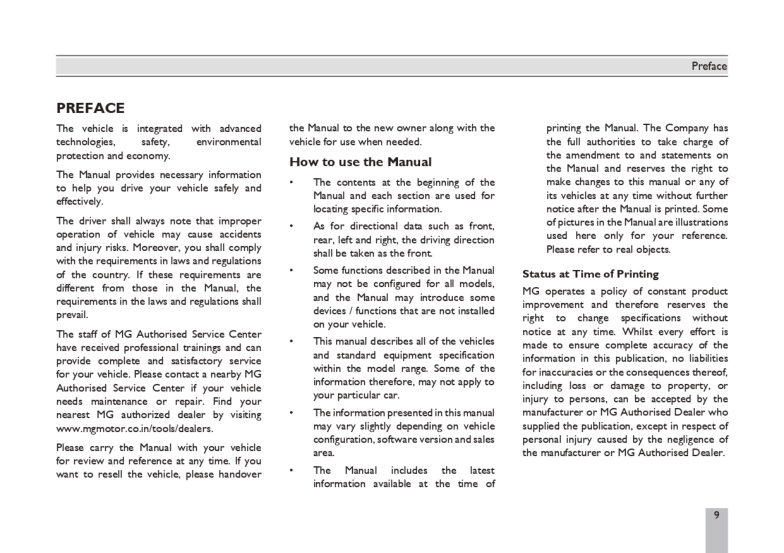 Preface
PREFACE
The vehicle is integrated with advanced
technologies, safety, environmental
protection and economy.
The Manual provides necessary information
to help you drive your vehicle safely and
effectively.
The driver shall always note that improper
operation of vehicle may cause accidents
and injury risks. Moreover, you shall comply
with the requirements in laws and regulations
of the country. If these requirements are
different from those in the Manual, the
requirements in the laws and regulations shall
prevail.
The staff of MG Authorised Service Center
have received professional trainings and can
provide complete and satisfactory service
for your vehicle. Please contact a nearby MG
Authorised Service Center if your vehicle
needs maintenance or repair. Find your
nearest MG authorized dealer by visiting
www.mgmotor.co.in/tools/dealers.
Please carry the Manual with your vehicle
for review and reference at any time. If you
want to resell the vehicle, please handover
the Manual to the new owner along with the
vehicle for use when needed.
How to use the Manual
• The contents at the beginning of the
Manual and each section are used for
locating specific information.
• As for directional data such as front,
rear, left and right, the driving direction
shall be taken as the front.
• Some functions described in the Manual
may not be configured for all models,
and the Manual may introduce some
devices / functions that are not installed
on your vehicle.
• This manual describes all of the vehicles
and standard equipment specification
within the model range. Some of the
information therefore, may not apply to
your particular car.
• The information presented in this manual
may vary slightly depending on vehicle
configuration, software version and sales
area.
• The Manual includes the latest
information available at the time of
printing the Manual. The Company has
the full authorities to take charge of
the amendment to and statements on
the Manual and reserves the right to
make changes to this manual or any of
its vehicles at any time without further
notice after the Manual is printed. Some
of pictures in the Manual are illustrations
used here only for your reference.
Please refer to real objects.
Status at Time of Printing
MG operates a policy of constant product
improvement and therefore reserves the
right to change specifications without
notice at any time. Whilst every effort is
made to ensure complete accuracy of the
information in this publication, no liabilities
for inaccuracies or the consequences thereof,
including loss or damage to property, or
injury to persons, can be accepted by the
manufacturer or MG Authorised Dealer who
supplied the publication, except in respect of
personal injury caused by the negligence of
the manufacturer or MG Authorised Dealer.
9